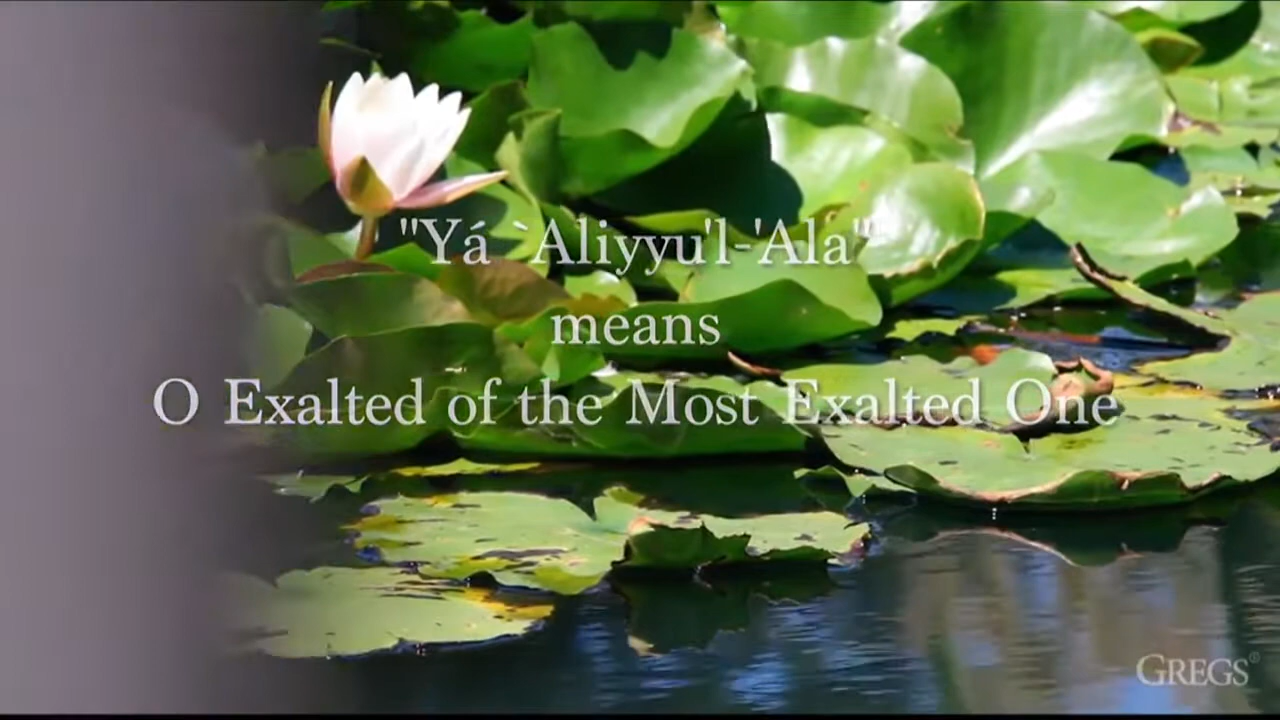 "Yá `Aliyyu'l-'Ala"
means
O Exalted of the Most Exalted One
GREGS®